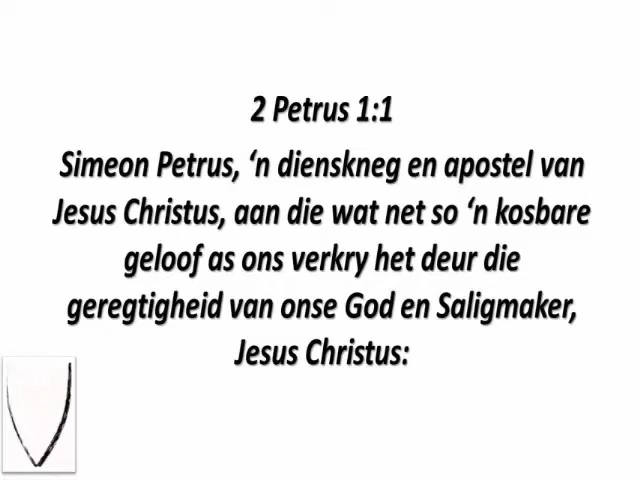 2 Petrus 1:1
Simeon Petrus, ‘n dienskneg en apostel van
Jesus Christus, aan die wat net so ‘n kosbare
geloof as ons verkry het deur die
geregtigheid van onse God en Saligmaker,
Jesus Christus: